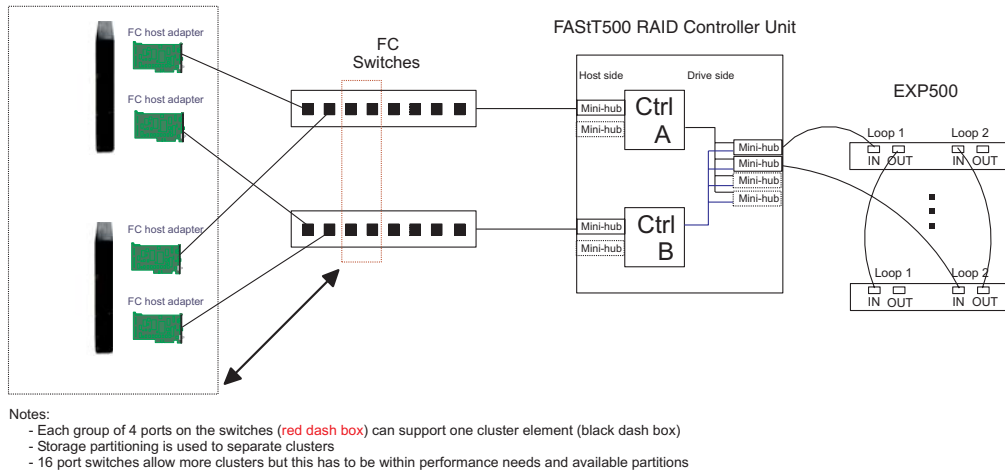 FAStT500 RAID Controller Unit
FC host adapter
FC
Switches
Host side
Drive side
EXP500
FC host adapter
Mini-hub
Mini-hub
Ctrl
A
Loop 1
Loop 2
IN OUT
IN OUT
Mini-hub
Mini-hub
Mini-hub
Mini-hub
FC host adapter
Mini-hub
Mini-hub
Ctrl
B
Loop 1
Loop 2
IN OUT
IN OUT
FC host adapter
Notes:
- Each group of 4 ports on the switches (red dash box) can support one cluster element (black dash box)
- Storage partitioning is used to separate clusters
- 16 port switches allow more clusters but this has to be within performance needs and available partitions